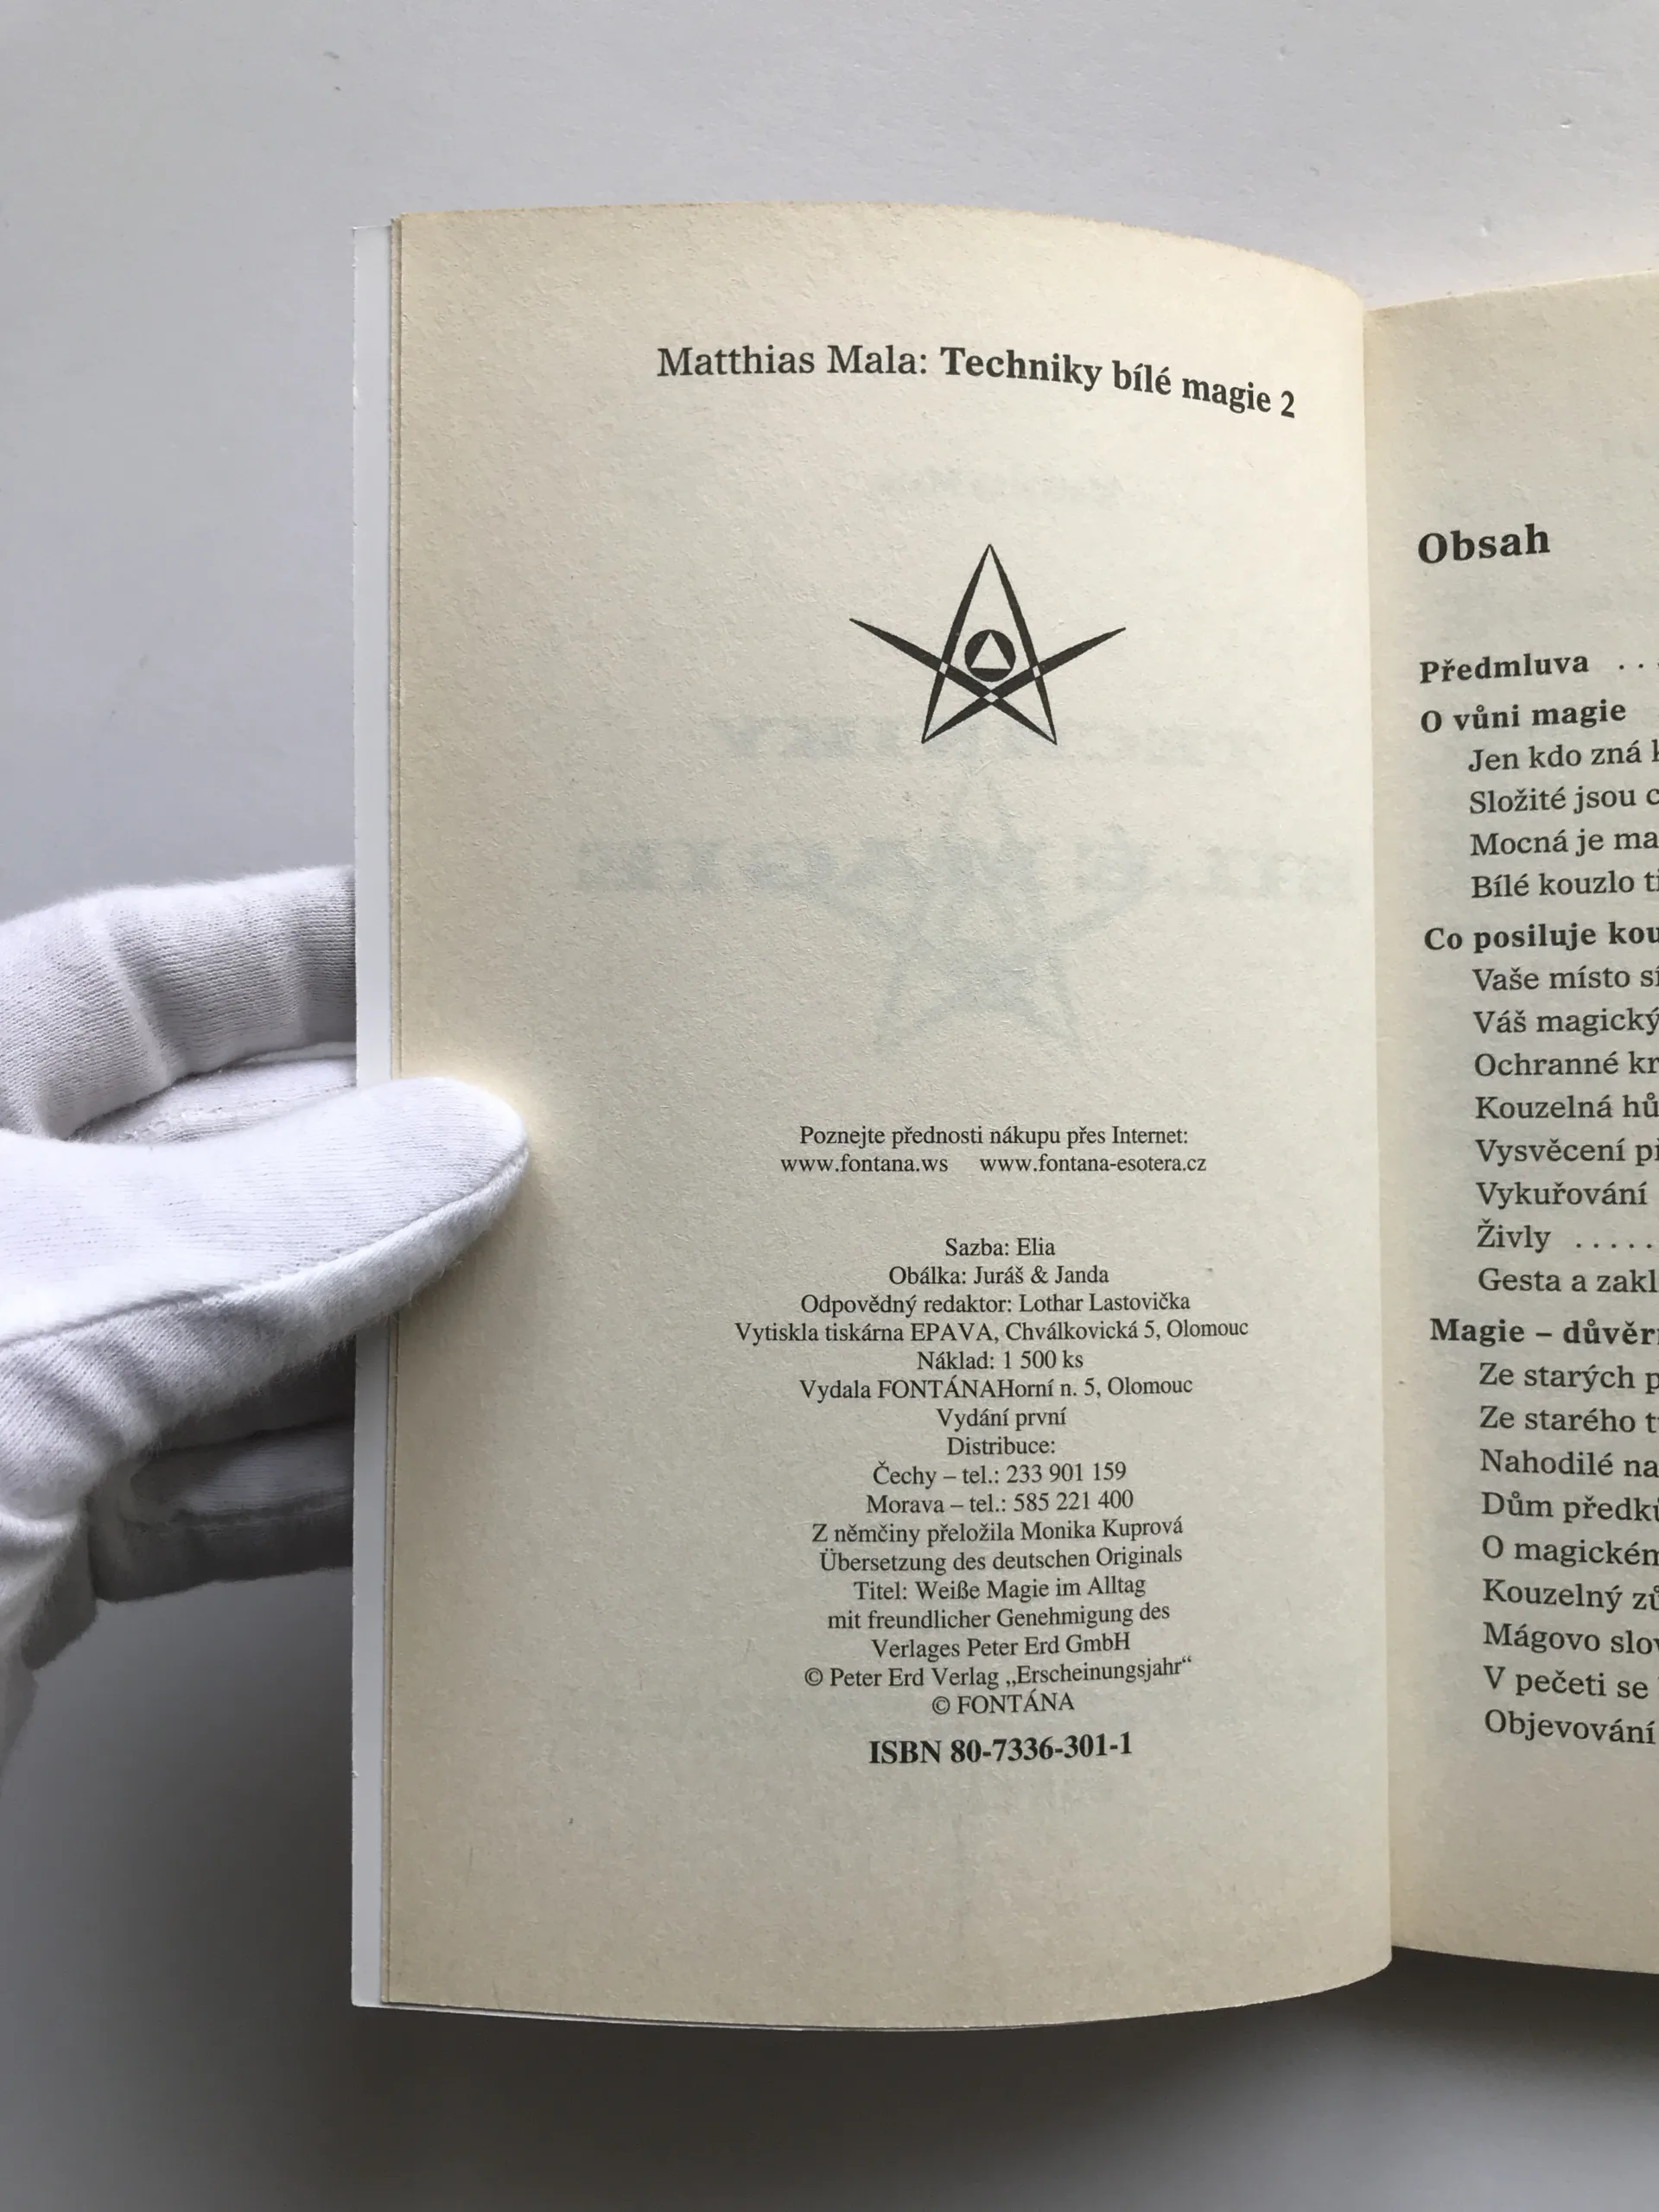 Matthias Mala: Techniky bílé magie 2
Poznejte přednosti nákupu přes Internet:
www.fontana.ws www.fontana-esotera.cz
Sazba: Elia
Obálka: Juráš & Janda
Odpovědný redaktor: Lothar Lastovička
Vytiskla tiskárna EPAVA, Chválkovická 5, Olomouc
Náklad: 1 500 ks
Vydala FONTÁNAHorní n. 5, Olomouc
Vydání první
Distribuce:
Čechy – tel.: 233 901 159
Morava – tel.: 585 221 400
Z němčiny přeložila Monika Kuprová
Übersetzung des deutschen Originals
Titel: Weiße Magie im Alltag
mit freundlicher Genehmigung des
Verlages Peter Erd GmbH
© Peter Erd Verlag „Erscheinungsjahr“
© FONTÁNA
ISBN 80-7336-301-1
Obsah
Předmluva . .
O vůni magie
Jen kdo zná
Složité jsou
Mocná je
Bílé kouzlo
Co posiluje
Vaše místo
Váš magický
Ochranné
Kouzelná
Vysvěcení
Vykuřování
Živly . . . . .
Gesta a
Magie –
Ze starých
Ze starého
Nahodilé
Dům
O
Kouzelný
Mágovo
V pečeti se
Objevování